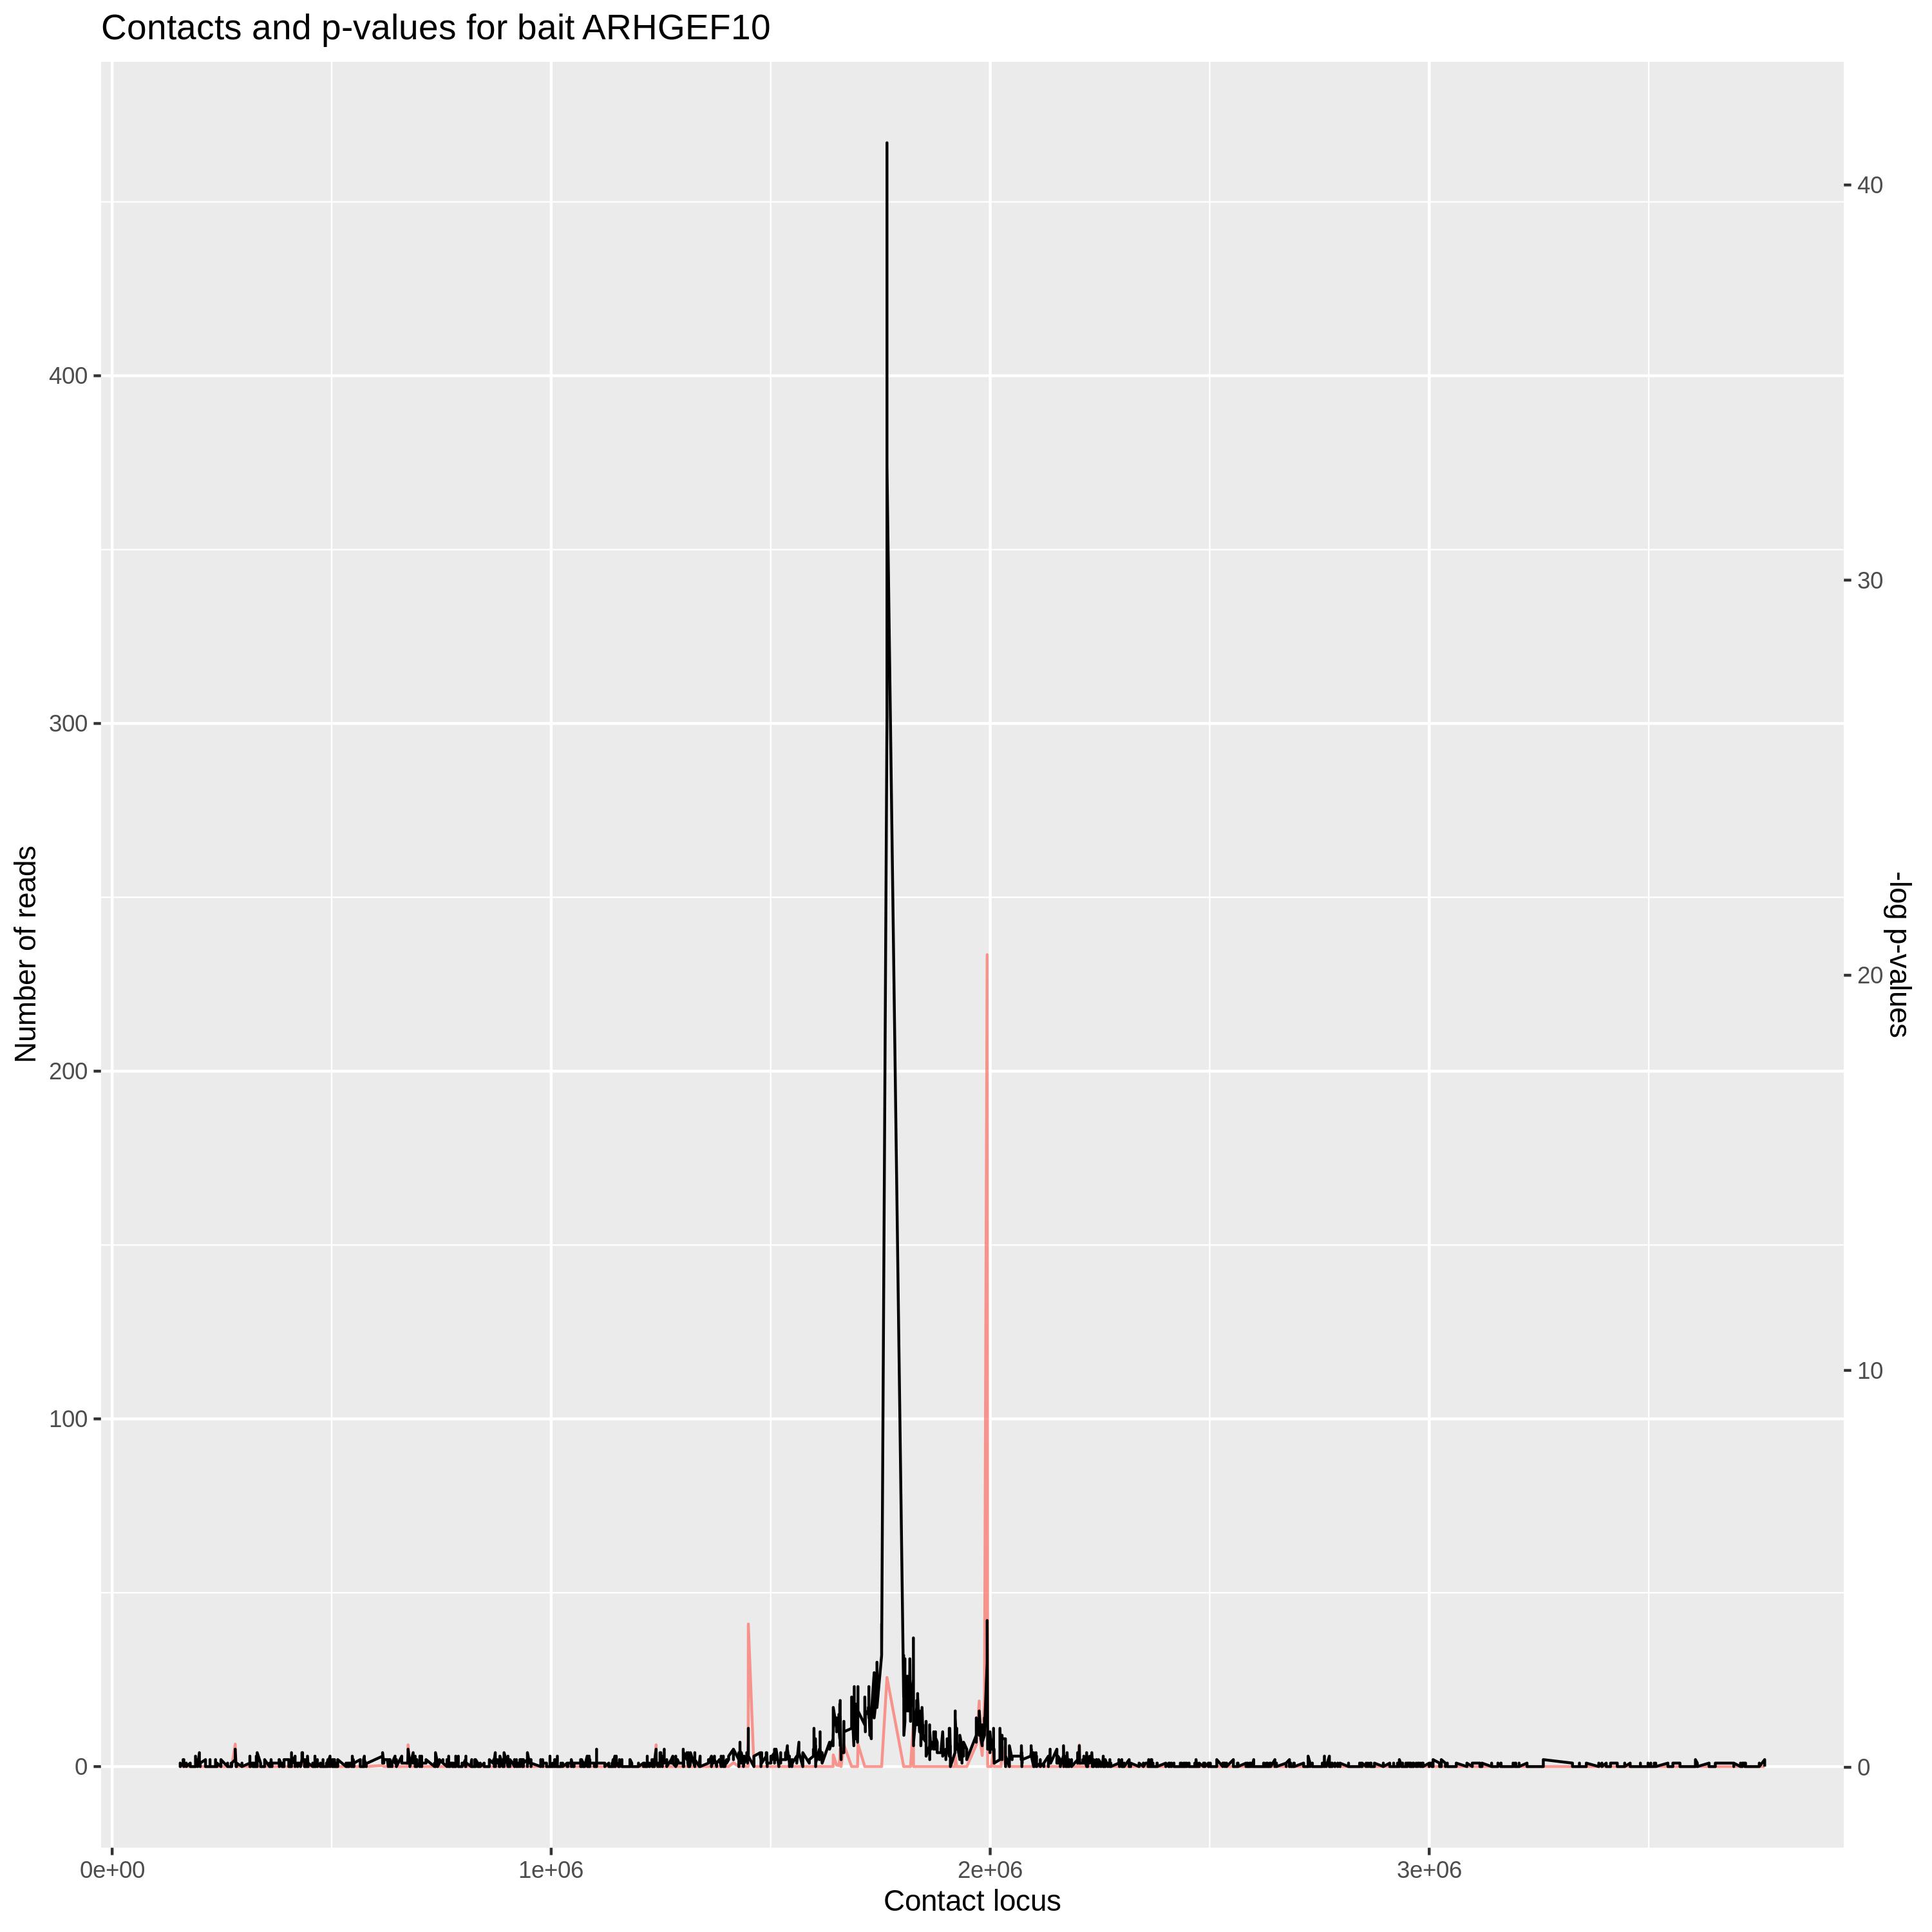 Contacts and p-values for bait ARHGEF10
Number of reads
400
300
200
100
0
40
30
20
10
0
-log p-values
0e+00
1e+06
2e+06
3e+06
Contact locus